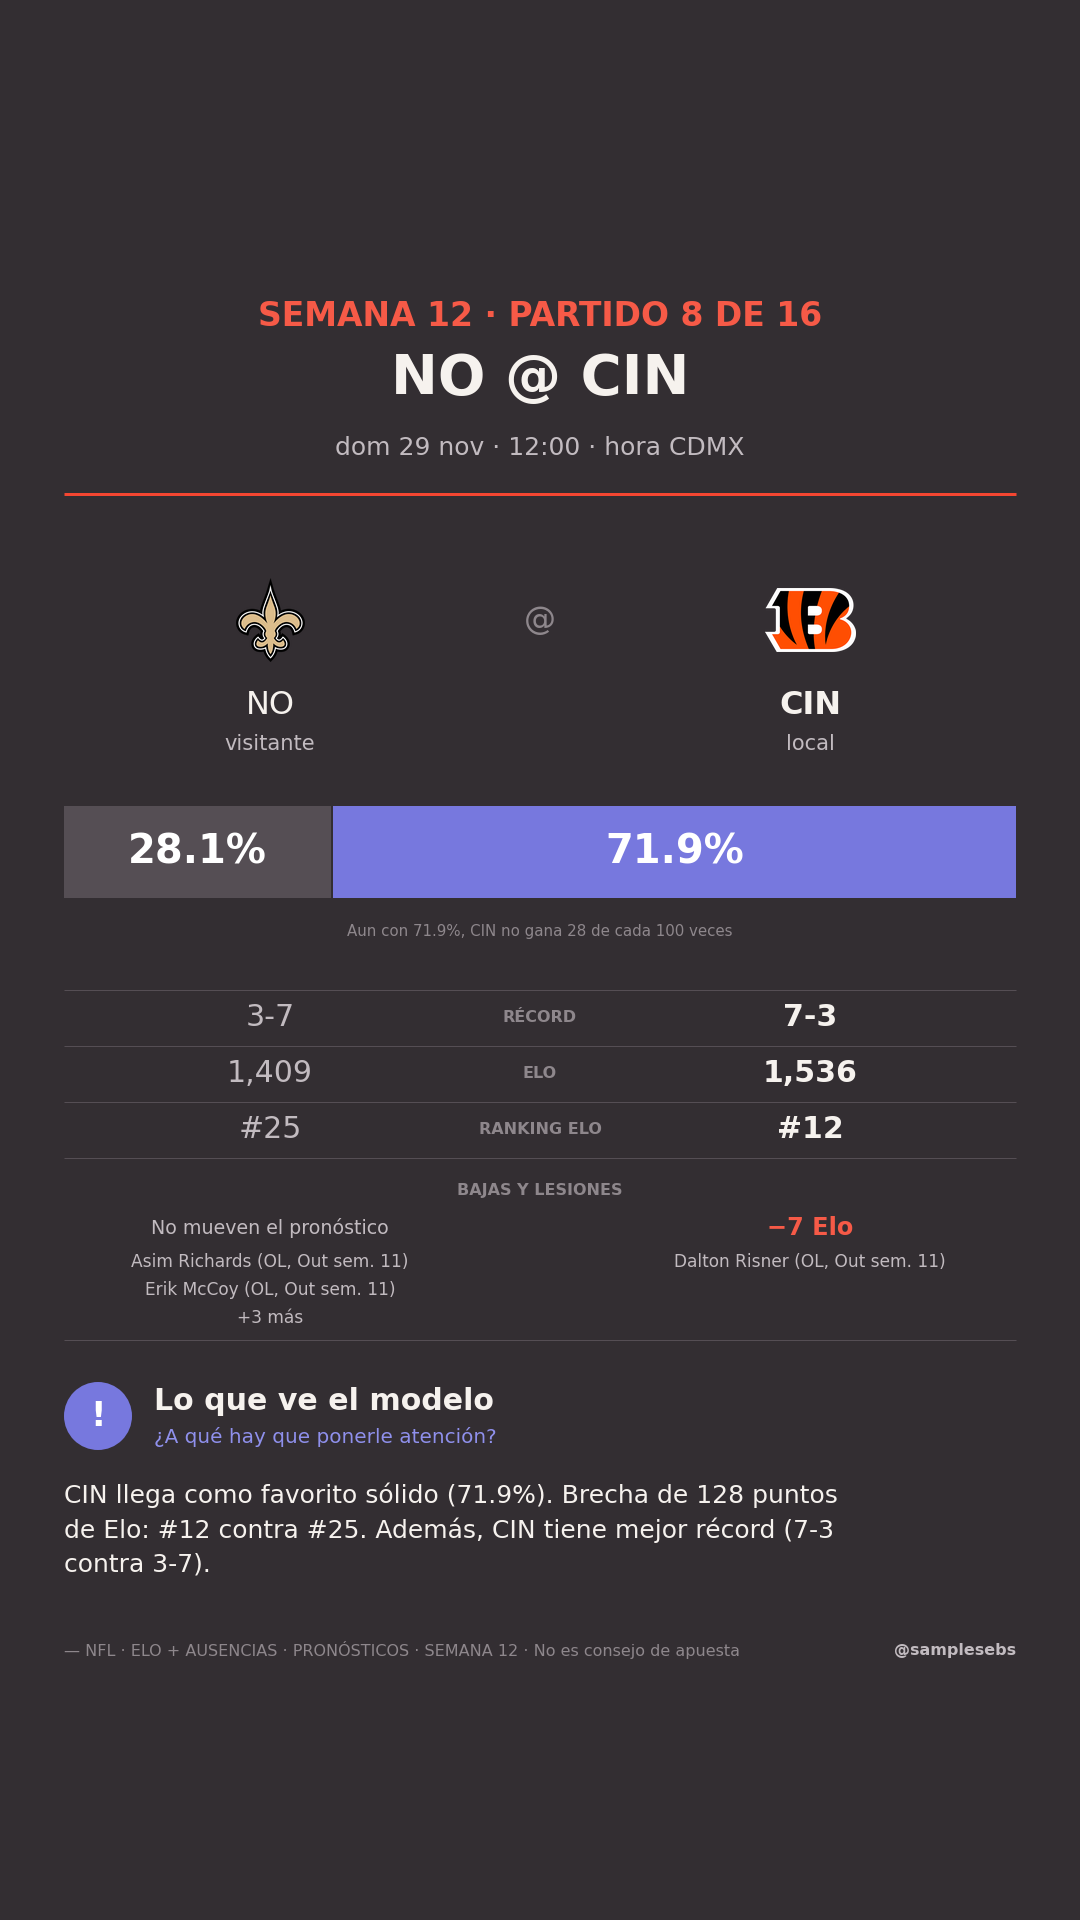 SEMANA 12 · PARTIDO 8 DE 16
NO @ CIN
dom 29 nov · 12:00 · hora CDMX
@
NO
CIN
visitante
local
28.1%
71.9%
Aun con 71.9%, CIN no gana 28 de cada 100 veces
3-7 RÉCORD 7-3
1,409 ELO 1,536
#25 RANKING ELO #12
BAJAS Y LESIONES
No mueven el pronóstico
−7 Elo
Asim Richards (OL, Out sem. 11)
Dalton Risner (OL, Out sem. 11)
Erik McCoy (OL, Out sem. 11)
+3 más
!
Lo que ve el modelo
¿A qué hay que ponerle atención?
CIN llega como favorito sólido (71.9%). Brecha de 128 puntos
de Elo: #12 contra #25. Además, CIN tiene mejor récord (7-3
contra 3-7).
— NFL · ELO + AUSENCIAS · PRONÓSTICOS · SEMANA 12 · No es consejo de apuesta
@samplesebs